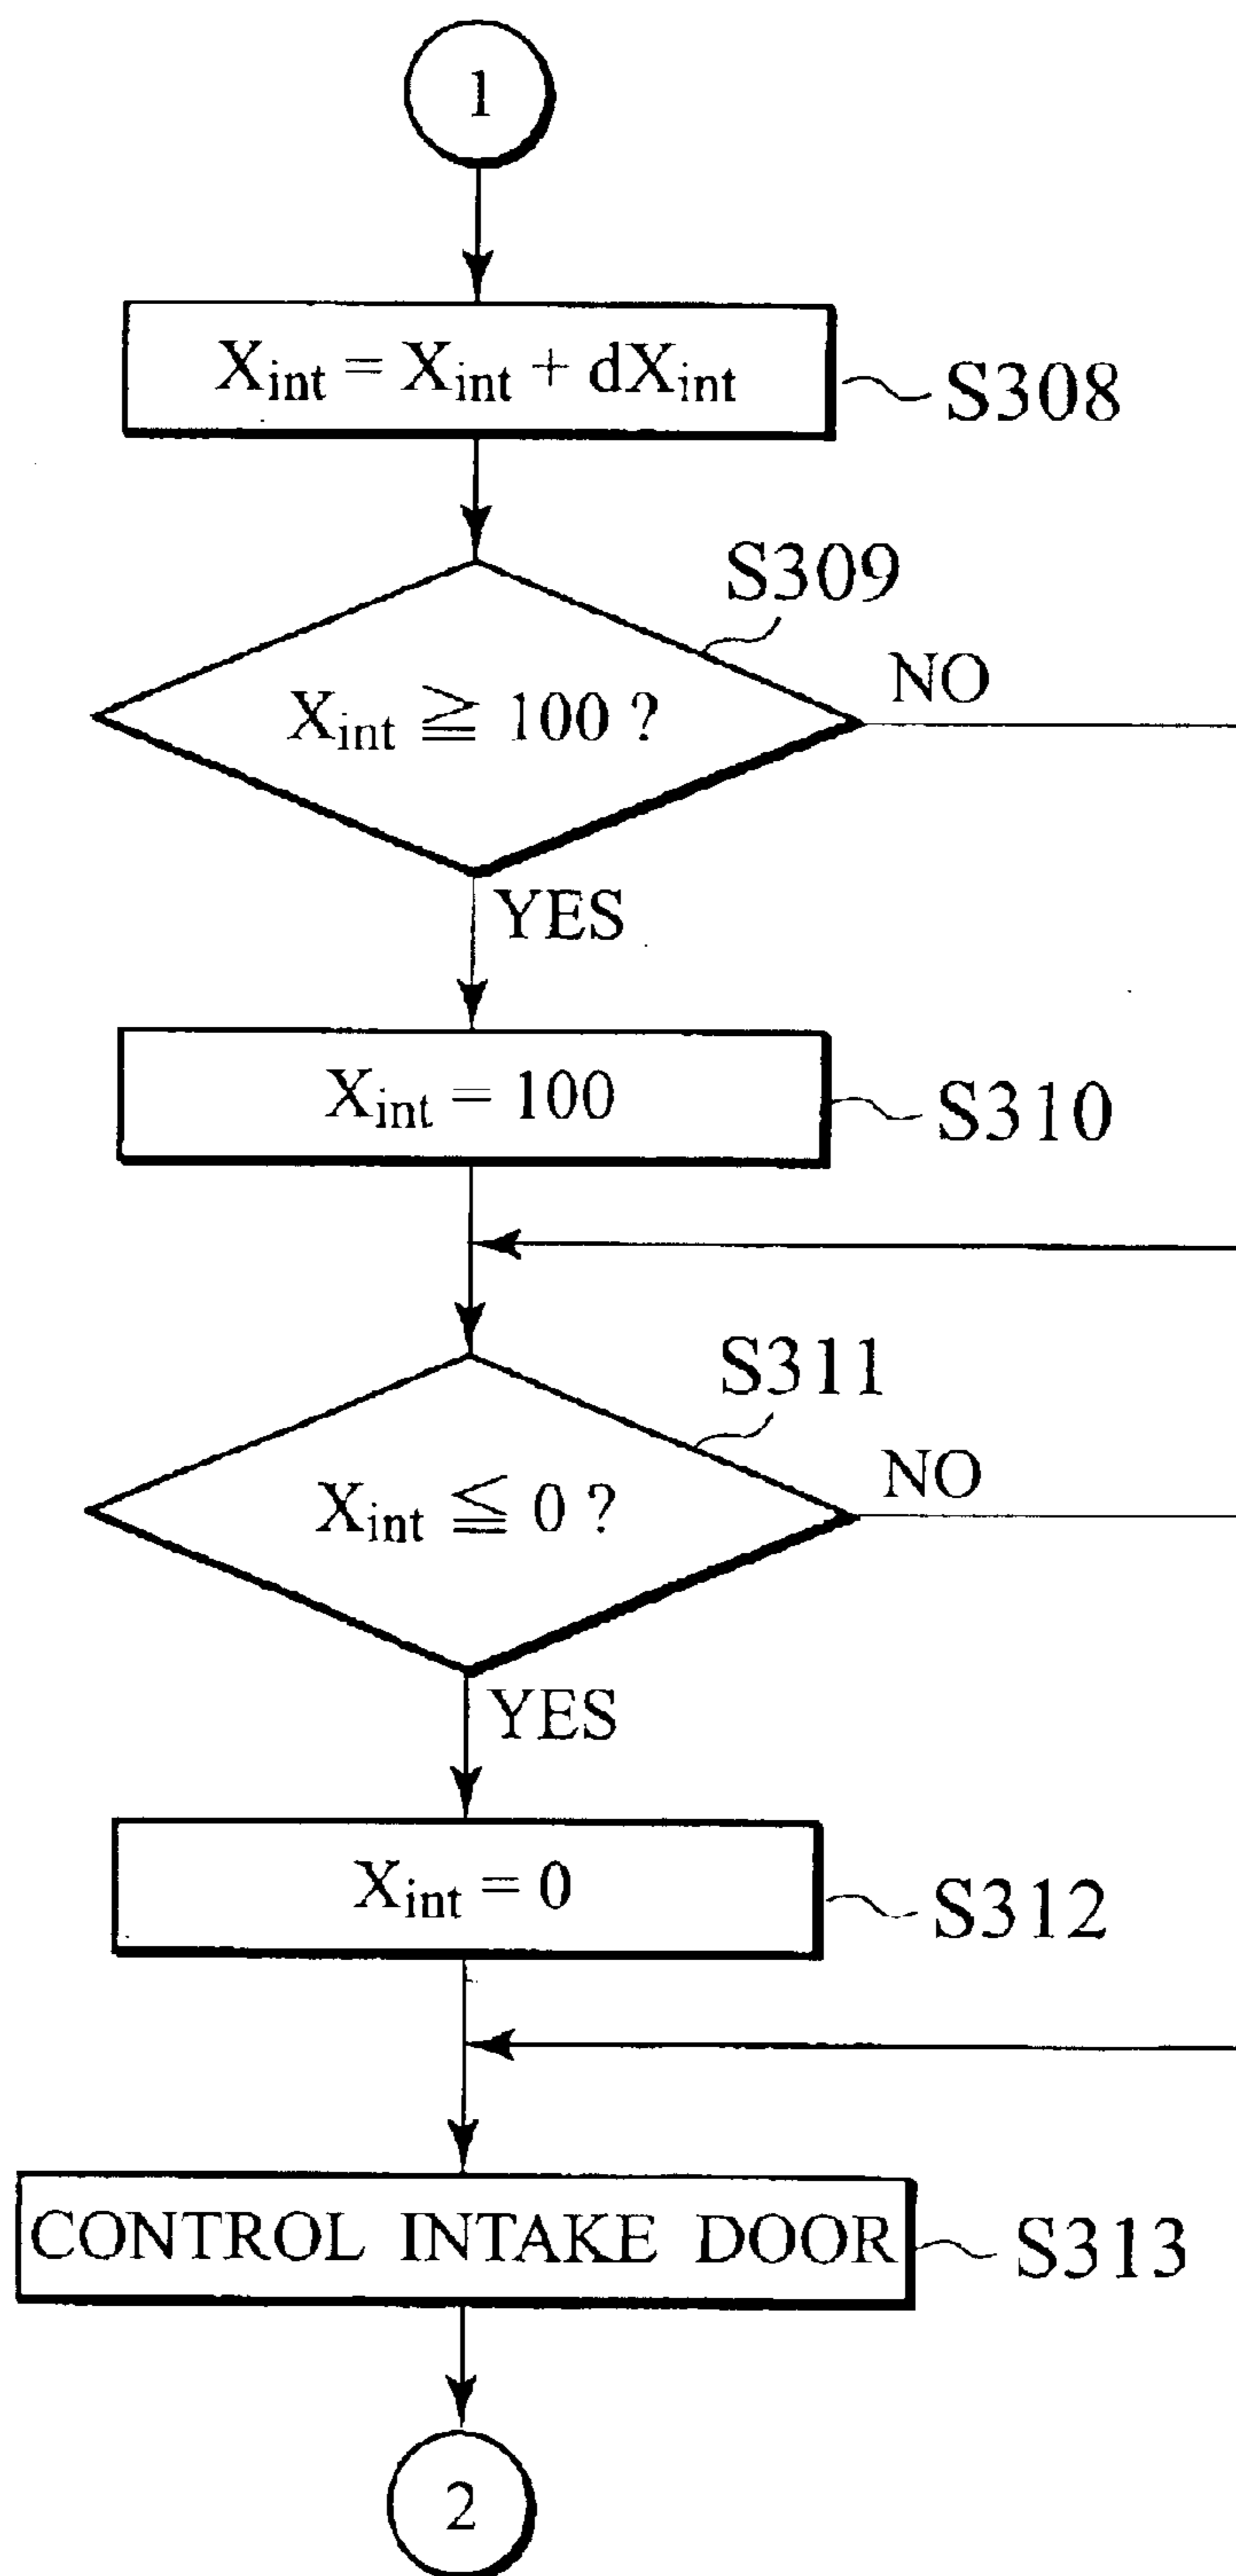 1
Xint = Xint + dXint
S308
S309
Xint ≧ 100 ?
NO
YES
Xint = 100
S310
S311
Xint ≦ 0 ?
NO
YES
Xint = 0
S312
CONTROL INTAKE DOOR
S313
2